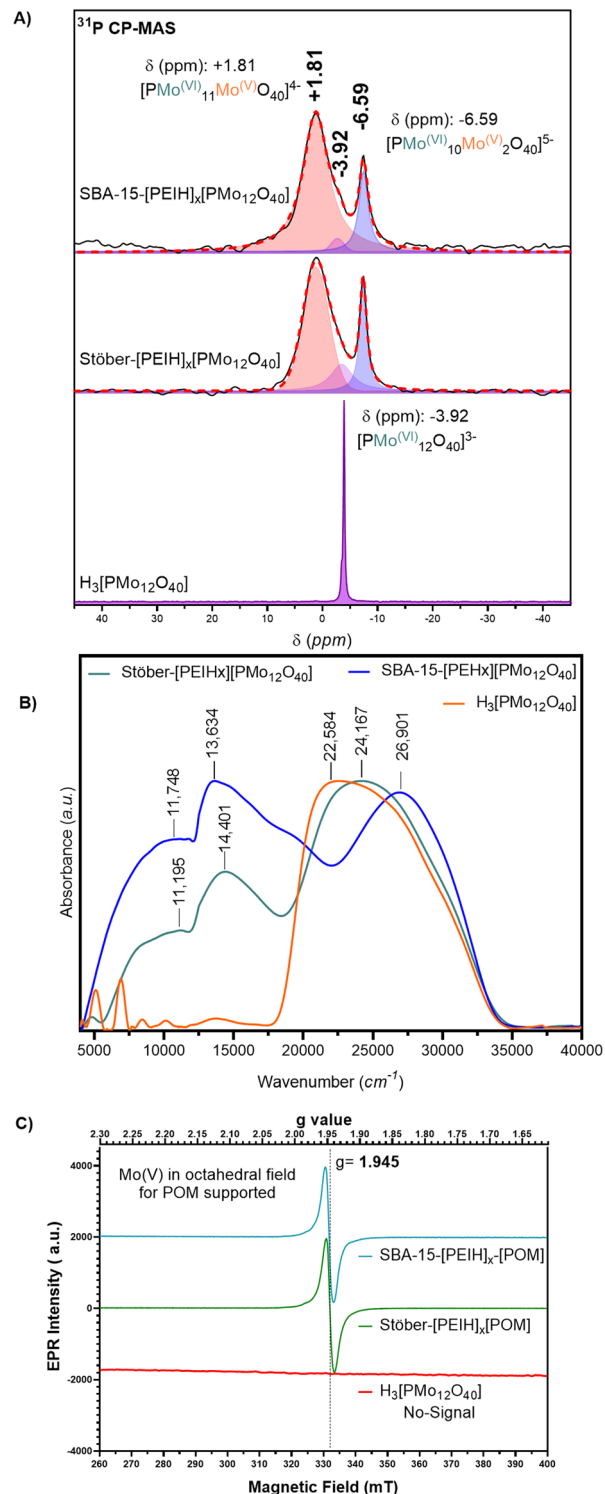 A)
³¹P CP-MAS
δ (ppm): +1.81
[PMo⁽ⱽᴵ⁾₁₁Mo⁽ⱽ⁾O₄₀]⁴⁻
+1.81
-3.92
-6.59
δ (ppm): -6.59
[PMo⁽ⱽᴵ⁾₁₀Mo⁽ⱽ⁾₂O₄₀]⁵⁻
SBA-15-[PEIH]ₓ[PMo₁₂O₄₀]
Stöber-[PEIH]ₓ[PMo₁₂O₄₀]
δ (ppm): -3.92
[PMo⁽ⱽᴵ⁾₁₂O₄₀]³⁻
H₃[PMo₁₂O₄₀]
40 30 20 10 0 -10 -20 -30 -40
δ (ppm)
B)
Stöber-[PEIHx][PMo₁₂O₄₀]
SBA-15-[PEHx][PMo₁₂O₄₀]
H₃[PMo₁₂O₄₀]
11,748
13,634
11,195
14,401
22,584
24,167
26,901
Absorbance (a.u.)
5000 10000 15000 20000 25000 30000 35000 40000
Wavenumber (cm⁻¹)
C)
g value
2.30 2.25 2.20 2.15 2.10 2.05 2.00 1.95 1.90 1.85 1.80 1.75 1.70 1.65
Mo(V) in octahedral field
for POM supported
g= 1.945
SBA-15-[PEIH]ₓ-[POM]
Stöber-[PEIH]ₓ[POM]
H₃[PMo₁₂O₄₀]
No-Signal
EPR Intensity ( a.u.)
4000
2000
0
-2000
-4000
260 270 280 290 300 310 320 330 340 350 360 370 380 390 400
Magnetic Field (mT)